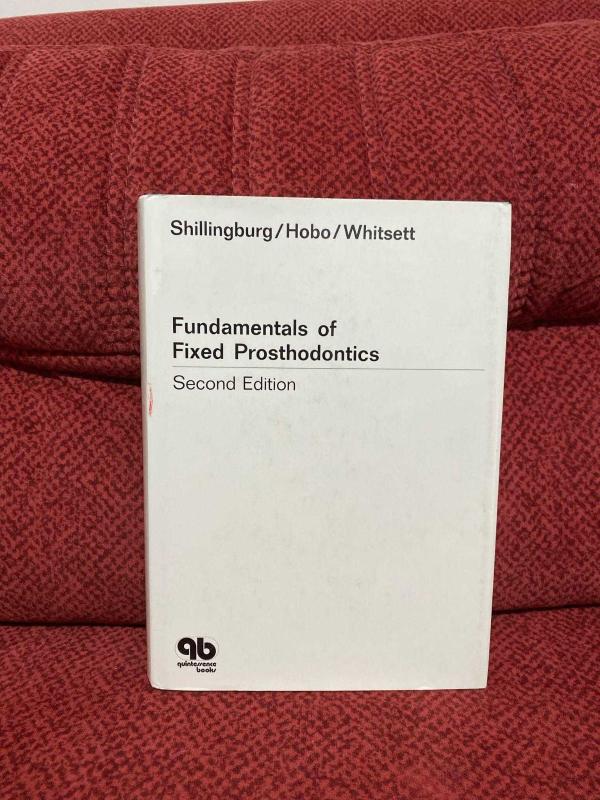 Shillingburg/Hobo/Whitsett
Fundamentals of
Fixed Prosthodontics
Second Edition
qb
quintessence
books